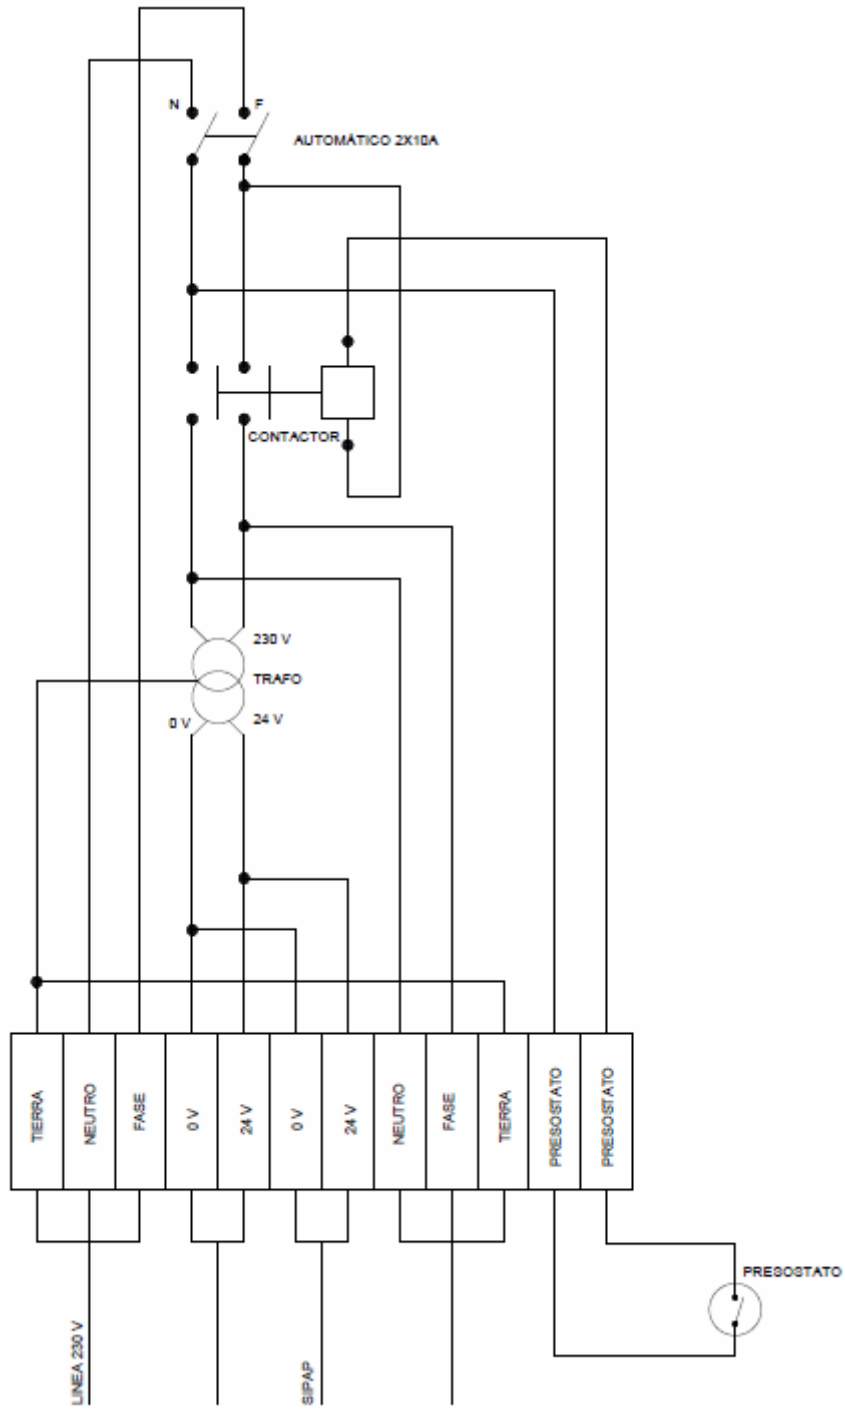 N F
AUTOMÁTICO 2X10A
CONTACTOR
230 V
TRAFO
0 V
24 V
TIERRA
NEUTRO
FASE
0 V
24 V
0 V
24 V
NEUTRO
FASE
TIERRA
PRESOSTATO
PRESOSTATO
PRESOSTATO
LINEA 230 V
SIPAP